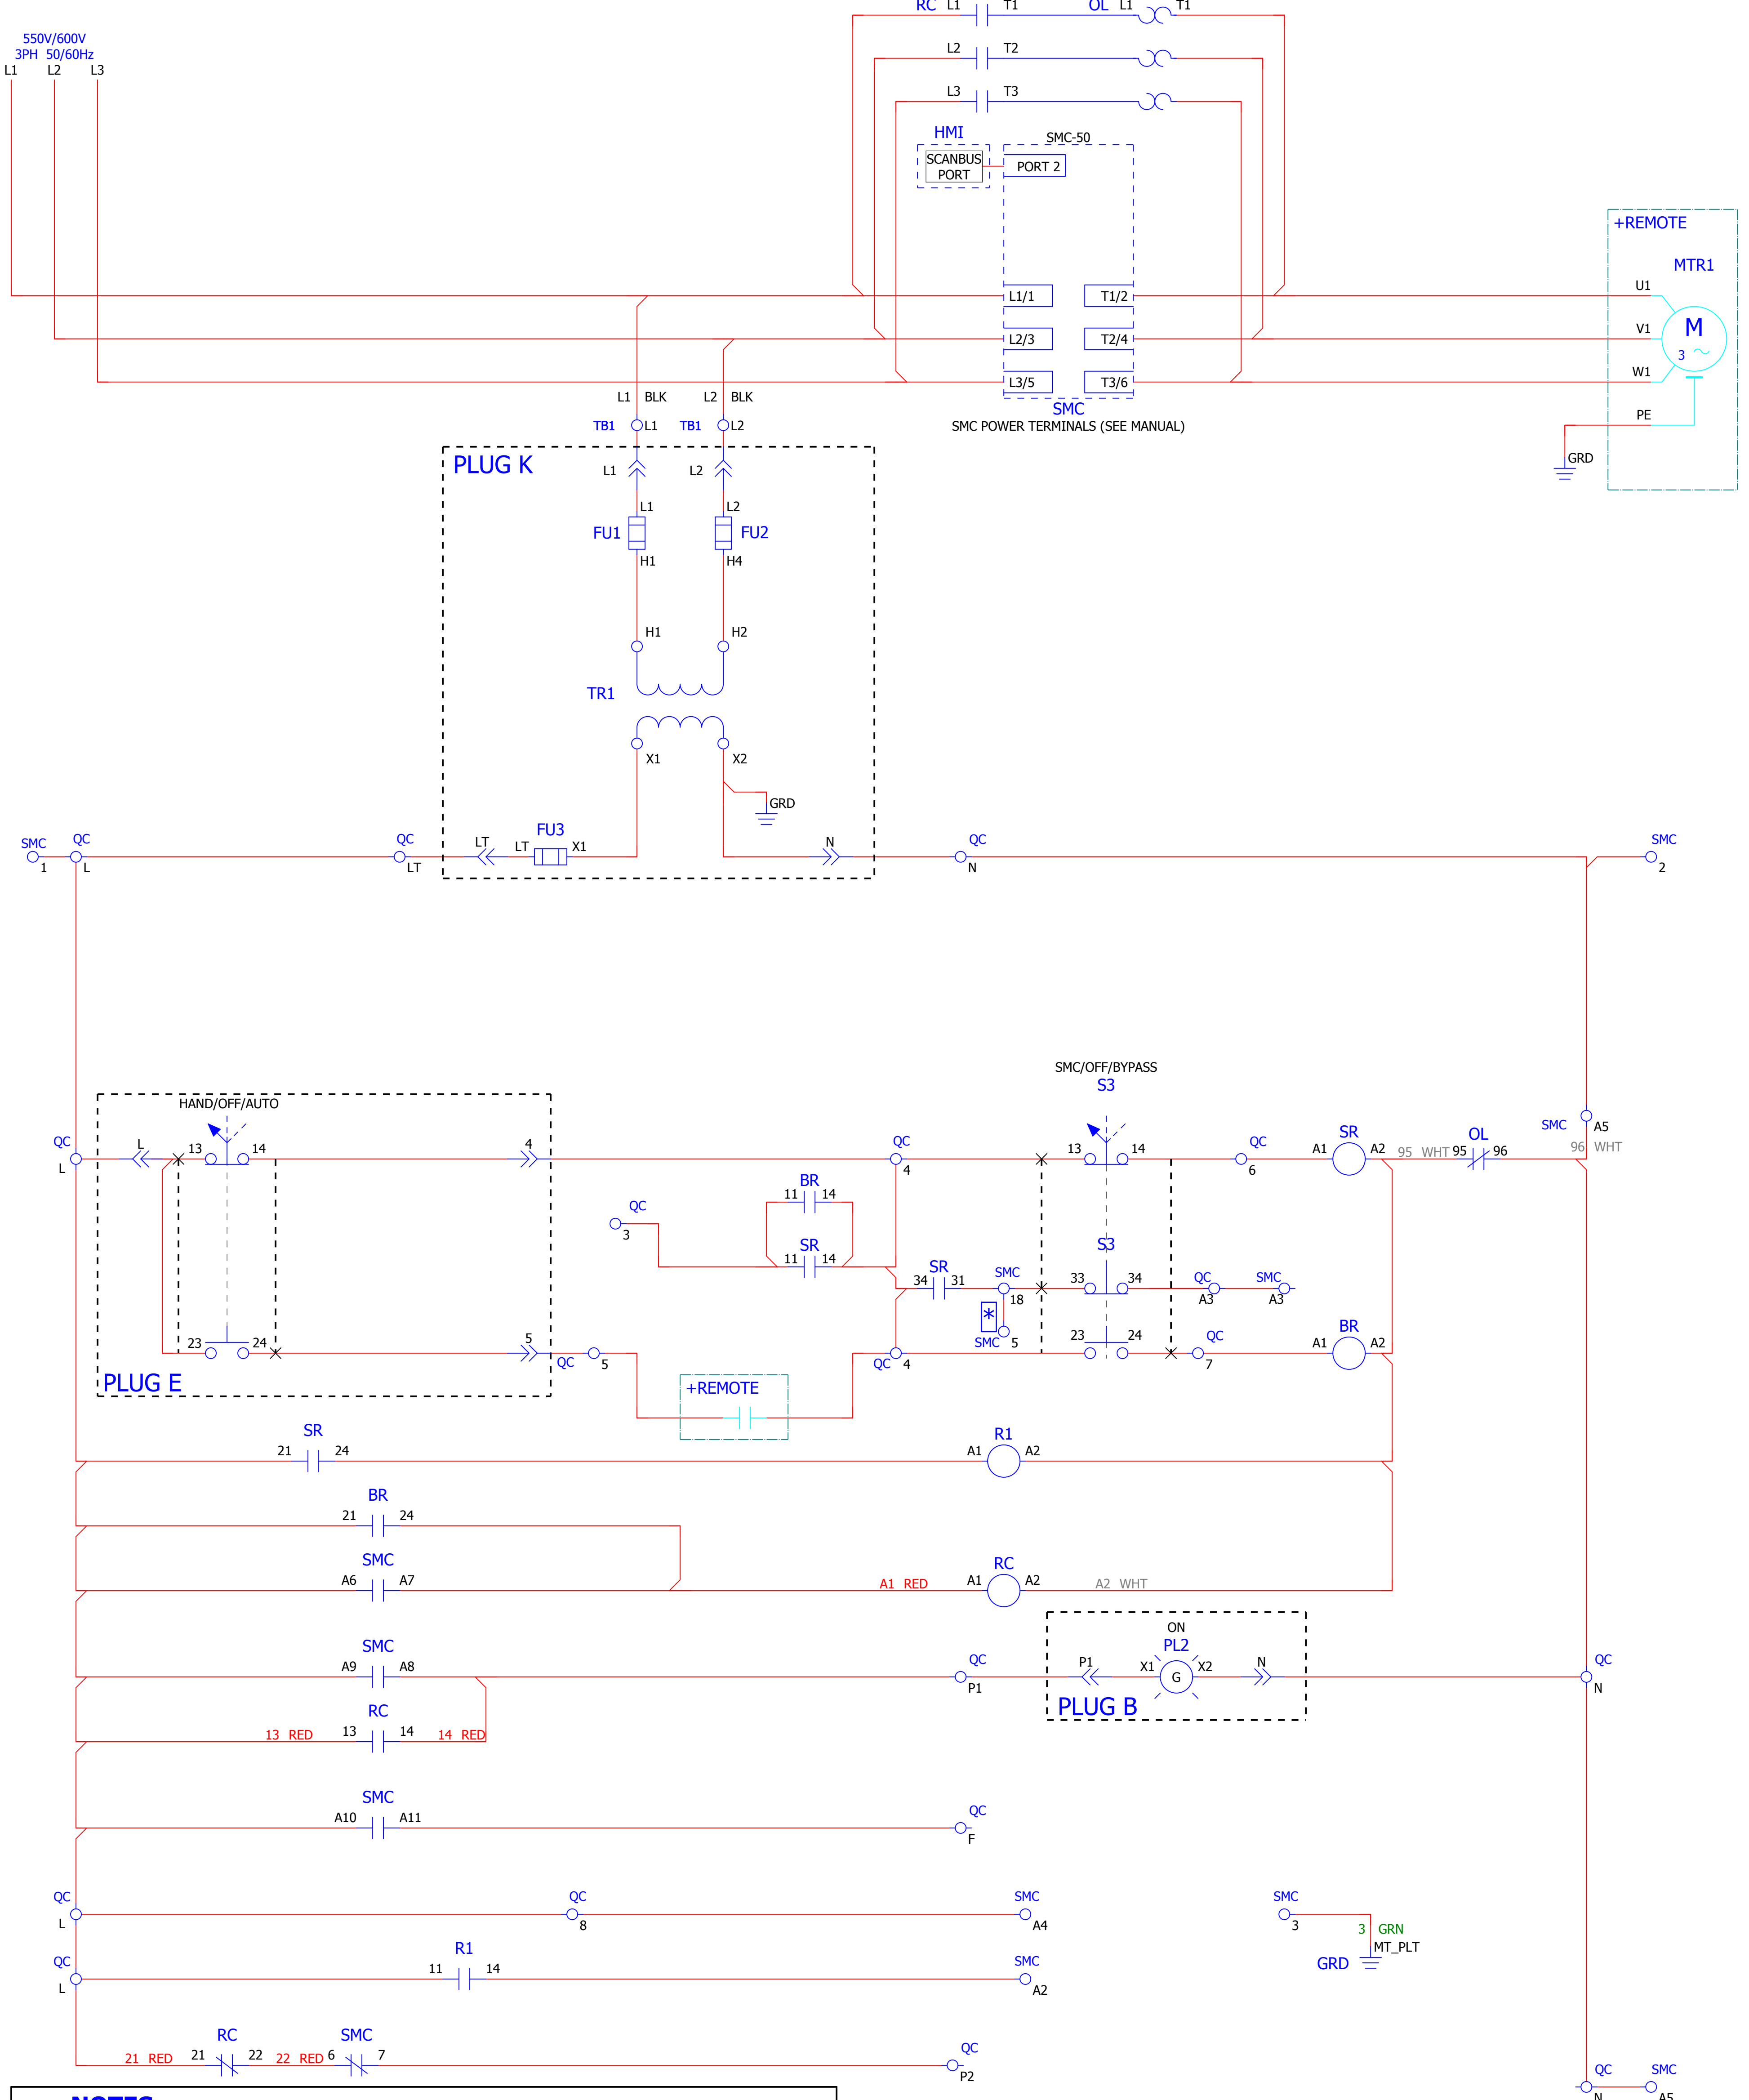 RC L1 T1 OL L1 T1
550V/600V
3PH 50/60Hz
L1 L2 L3
L2 T2
L3 T3
HMI
SMC-50
SCANBUS
PORT
PORT 2
+REMOTE
MTR1
L1/1 T1/2 U1
L2/3 T2/4 V1
M
3
L3/5 T3/6 W1
SMC
SMC POWER TERMINALS (SEE MANUAL)
PE
GRD
L1 BLK L2 BLK
TB1 L1 TB1 L2
PLUG K
L1 L2
L1 L2
FU1 FU2
H1 H4
H1 H2
TR1
X1 X2
GRD
SMC QC QC FU3 QC SMC
LT LT X1 N
1 L LT N 2
SMC/OFF/BYPASS
S3
HAND/OFF/AUTO
QC L 13 14 4 QC 13 14 QC SR OL SMC A5
A1 A2 95 WHT 95 96 96 WHT
L 4 6
BR
11 14
QC
3
SR
11 14
S3
SR
34 31
SMC
18
33 34
QC
A3
SMC
A3
*
SMC 5
23 24 5 23 24 QC BR
A1 A2
QC 5 QC 4 7
PLUG E
+REMOTE
SR
21 24
R1
A1 A2
BR
21 24
SMC
A6 A7
A1 RED
RC
A1 A2
A2 WHT
ON
SMC
A9 A8
QC
P1
P1
PL2
X1 G X2
N
QC
N
PLUG B
RC
13 RED 13 14 14 RED
SMC
A10 A11
QC
F
QC QC SMC SMC
L 8 A4 3
3 GRN
MT_PLT
GRD
QC R1 SMC
11 14
L A2
RC SMC
21 RED 21 22 22 RED 6 7
QC
P2
QC SMC
N A5
NOTES